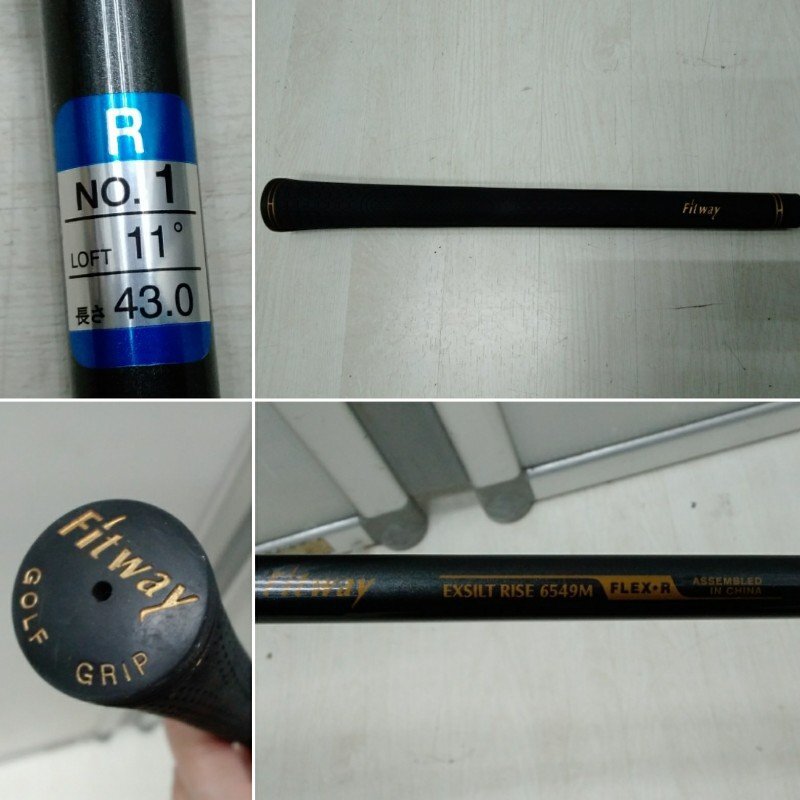 R
NO. 1
LOFT 11°
長さ 43.0
Fitway
Fitway
GOLF GRIP
Fitway
EXSILT RISE 6549M
FLEX・R
ASSEMBLED
IN CHINA